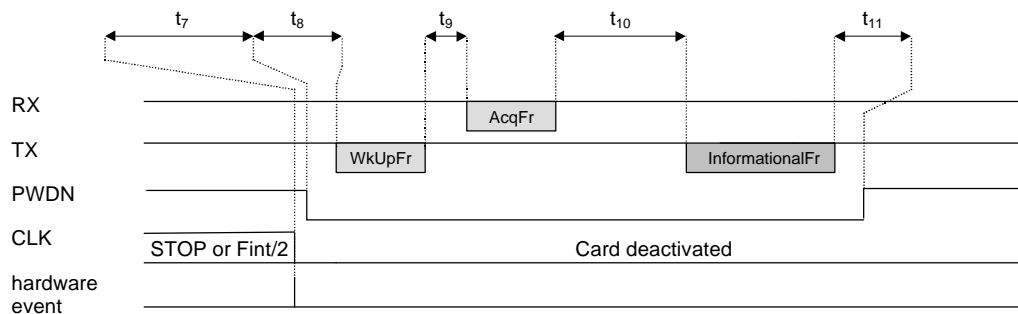 t7 t8 t9 t10 t11
RX
AcqFr
TX
WkUpFr
InformationalFr
PWDN
CLK
STOP or Fint/2
Card deactivated
hardware
event